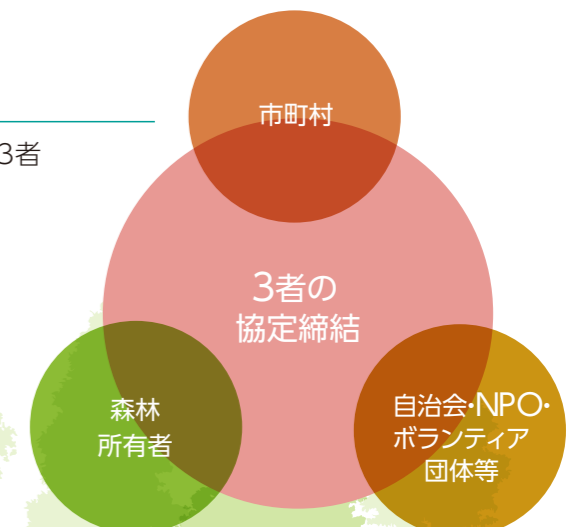 3者
市町村
3者の
協定締結
森林
所有者
自治会・NPO・
ボランティア
団体等